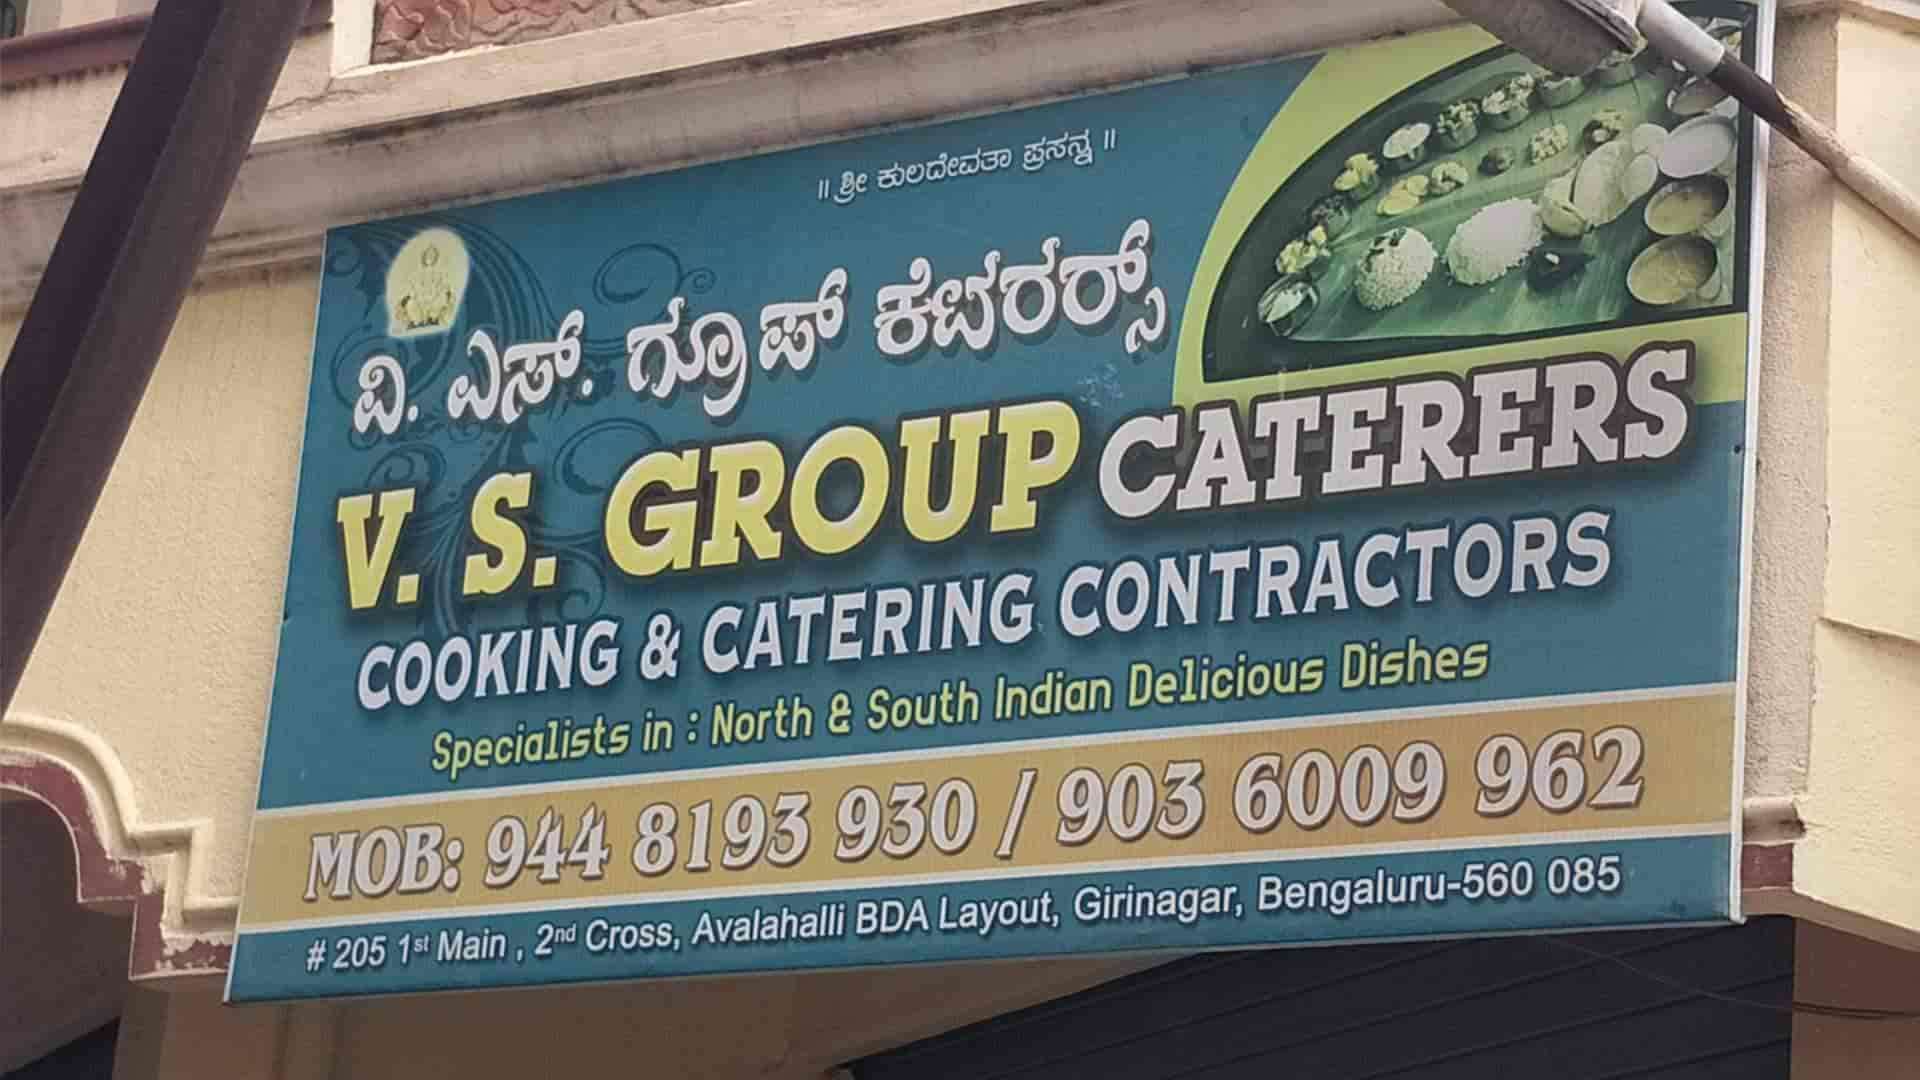 ॥ ಶ್ರೀ ಕುಲದೇವತಾ ಪ್ರಸನ್ನ ॥
ವಿ. ಎಸ್. ಗ್ರೂಪ್ ಕೆಟರರ್ಸ್
V. S. GROUP CATERERS
COOKING & CATERING CONTRACTORS
Specialists in : North & South Indian Delicious Dishes
MOB: 944 8193 930 / 903 6009 962
# 205 1st Main , 2nd Cross, Avalahalli BDA Layout, Girinagar, Bengaluru-560 085